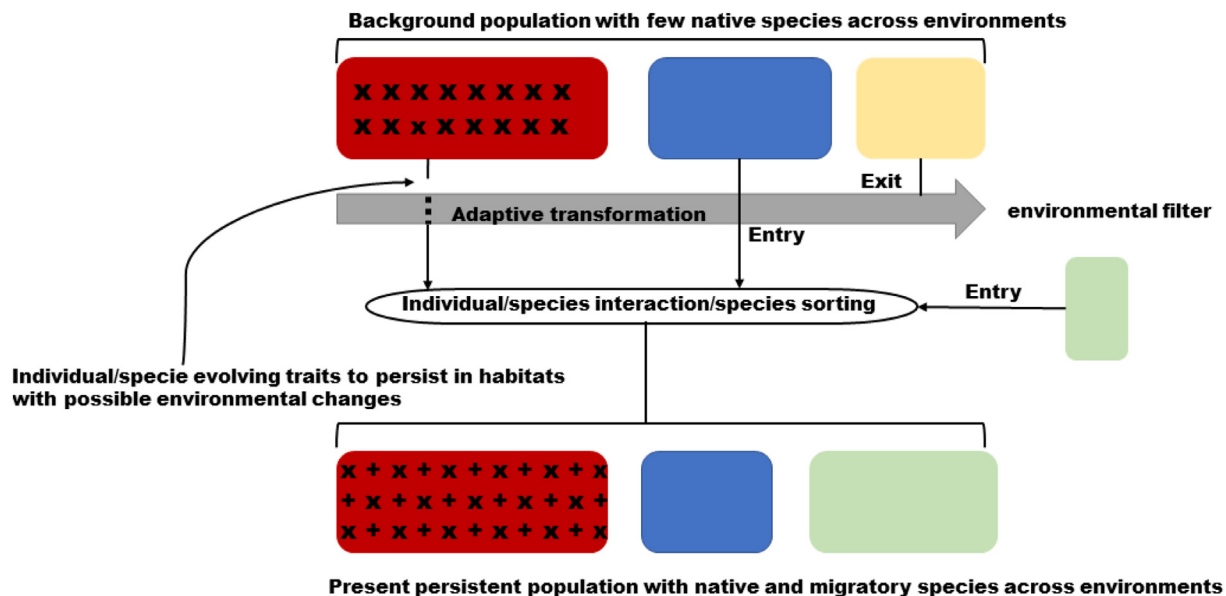 Background population with few native species across environments
x x x x x x x x
x x x x x x x x
Exit
Adaptive transformation
environmental filter
Entry
Individual/species interaction/species sorting
Entry
Individual/specie evolving traits to persist in habitats
with possible environmental changes
x + x + x + x + x + x
+ x + x + x + x + x +
x + x + x + x + x + x
Present persistent population with native and migratory species across environments